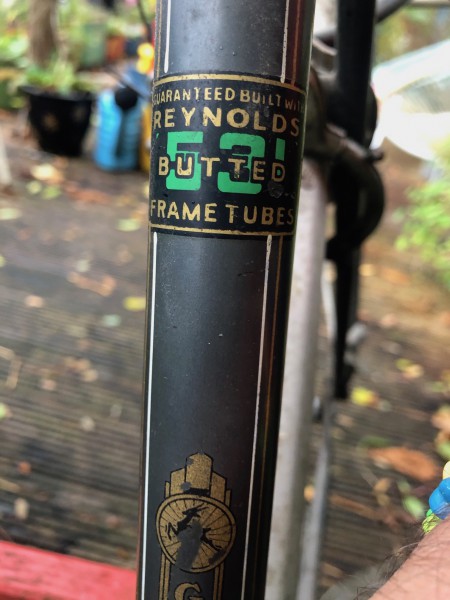 GUARANTEED BUILT WITH
REYNOLDS
531
BUTTED
FRAME TUBES
G